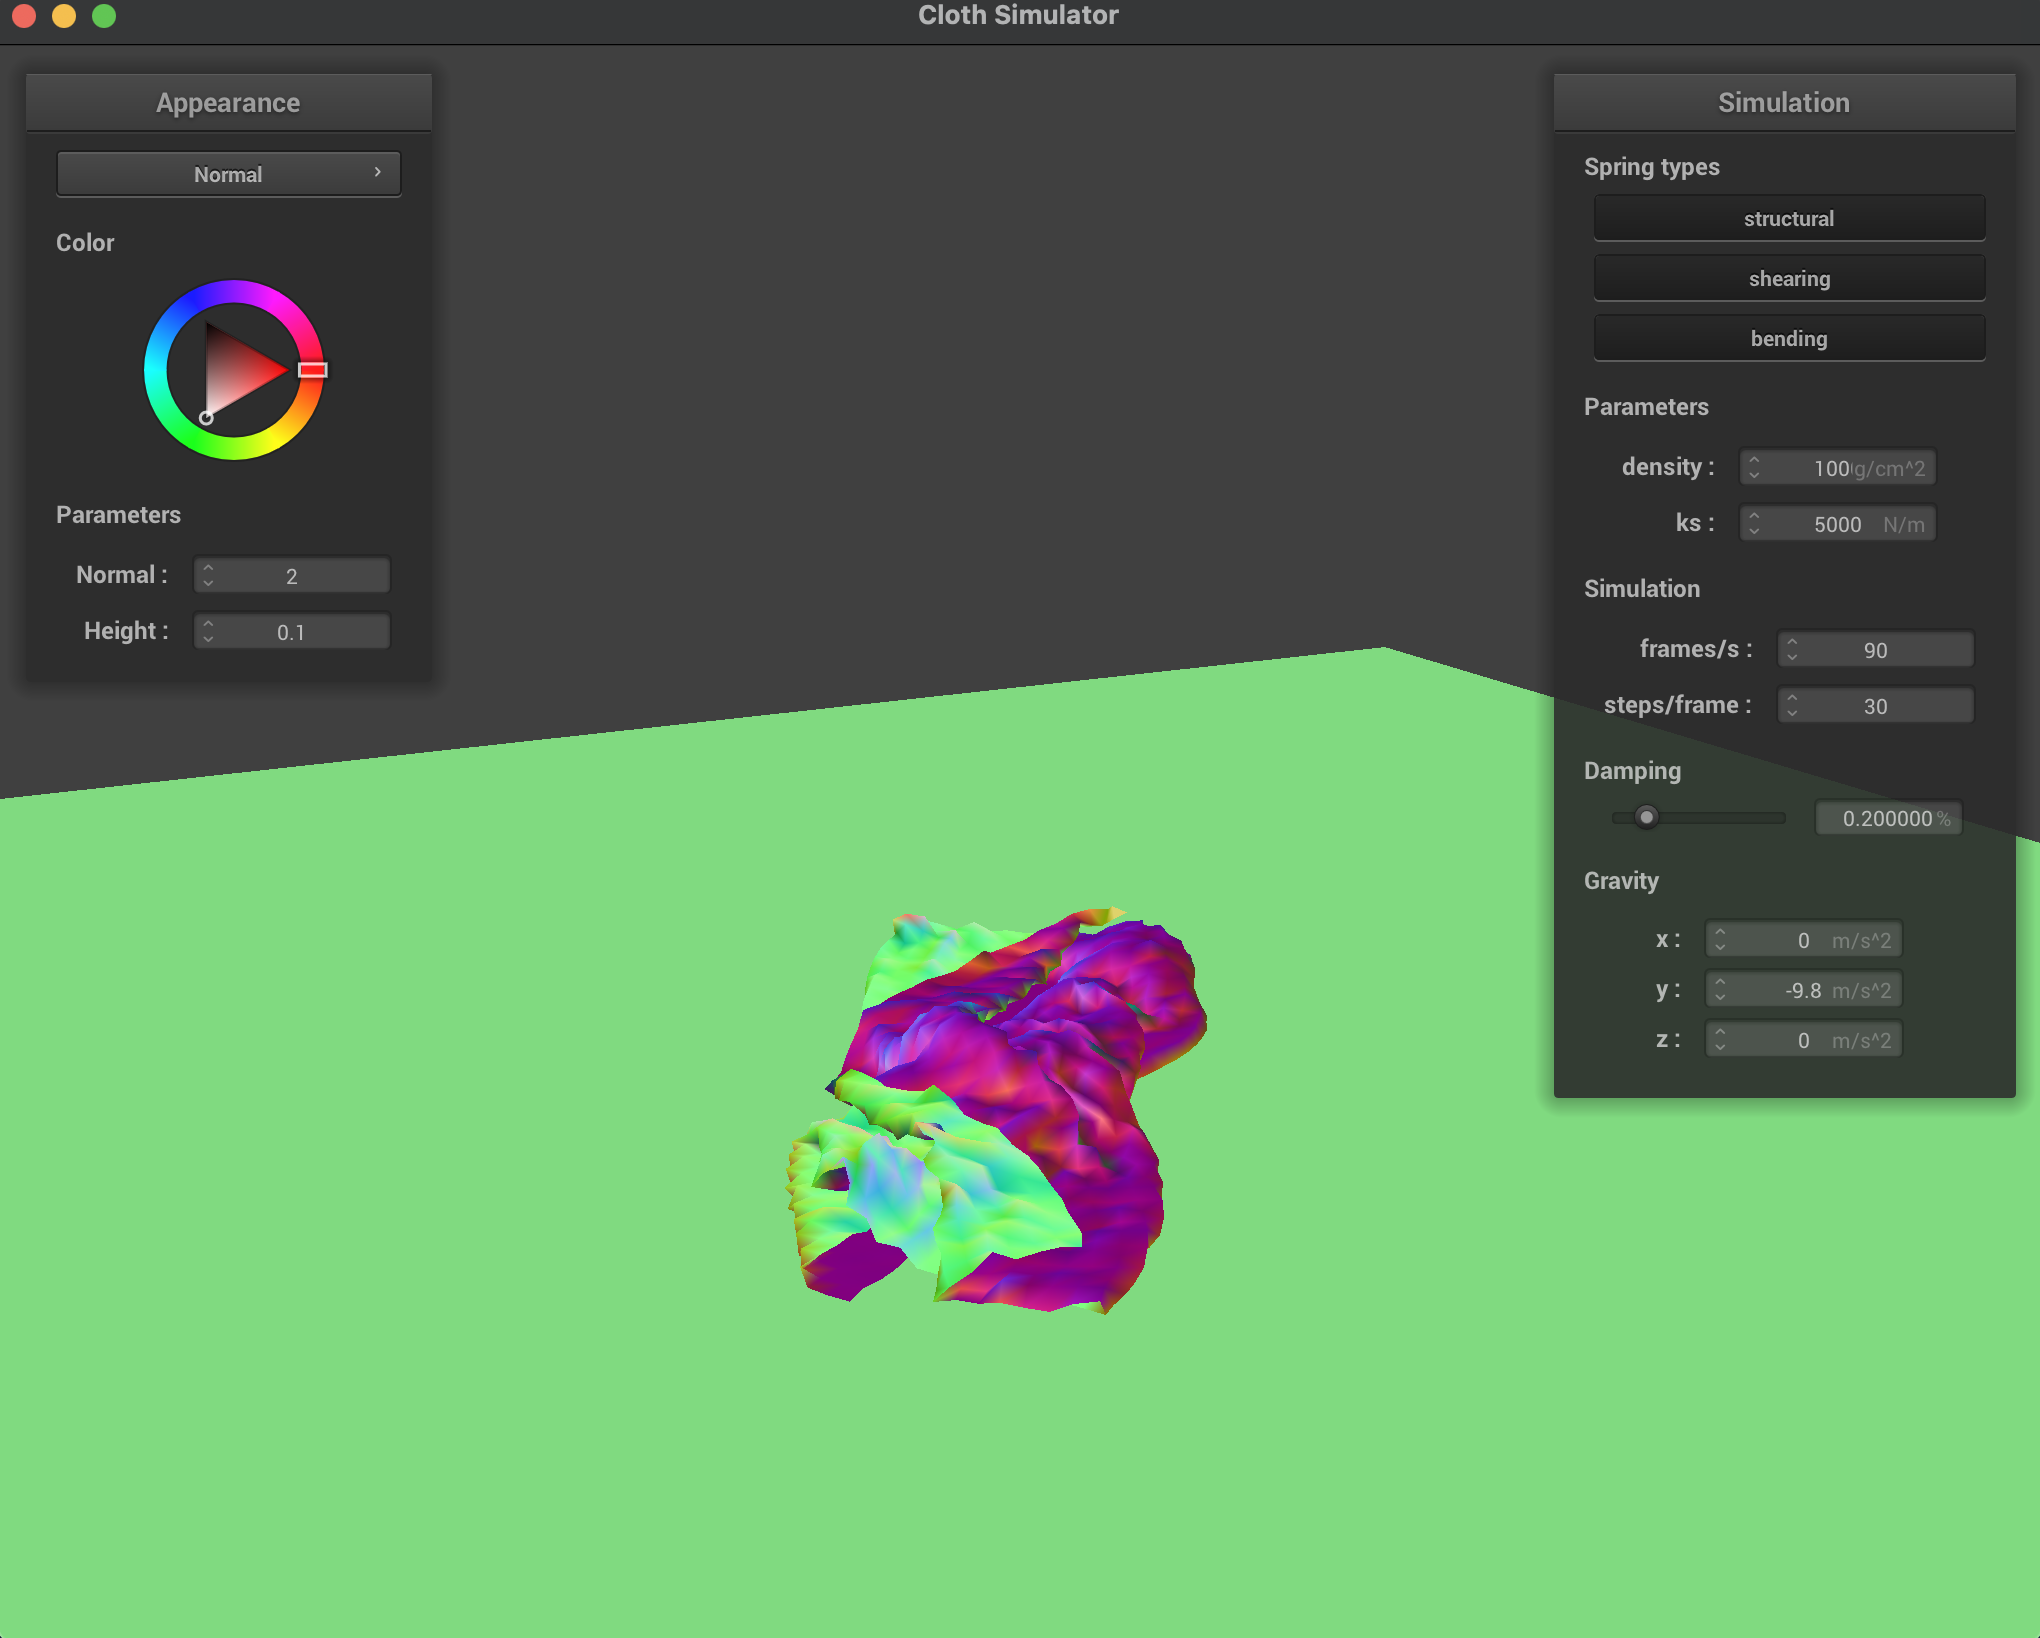 Cloth Simulator
Appearance
Normal
Color
Parameters
Normal : 2
Height : 0.1
Simulation
Spring types
structural
shearing
bending
Parameters
density : 100 g/cm^2
ks : 5000 N/m
Simulation
frames/s : 90
steps/frame : 30
Damping
0.200000 %
Gravity
x : 0 m/s^2
y : -9.8 m/s^2
z : 0 m/s^2